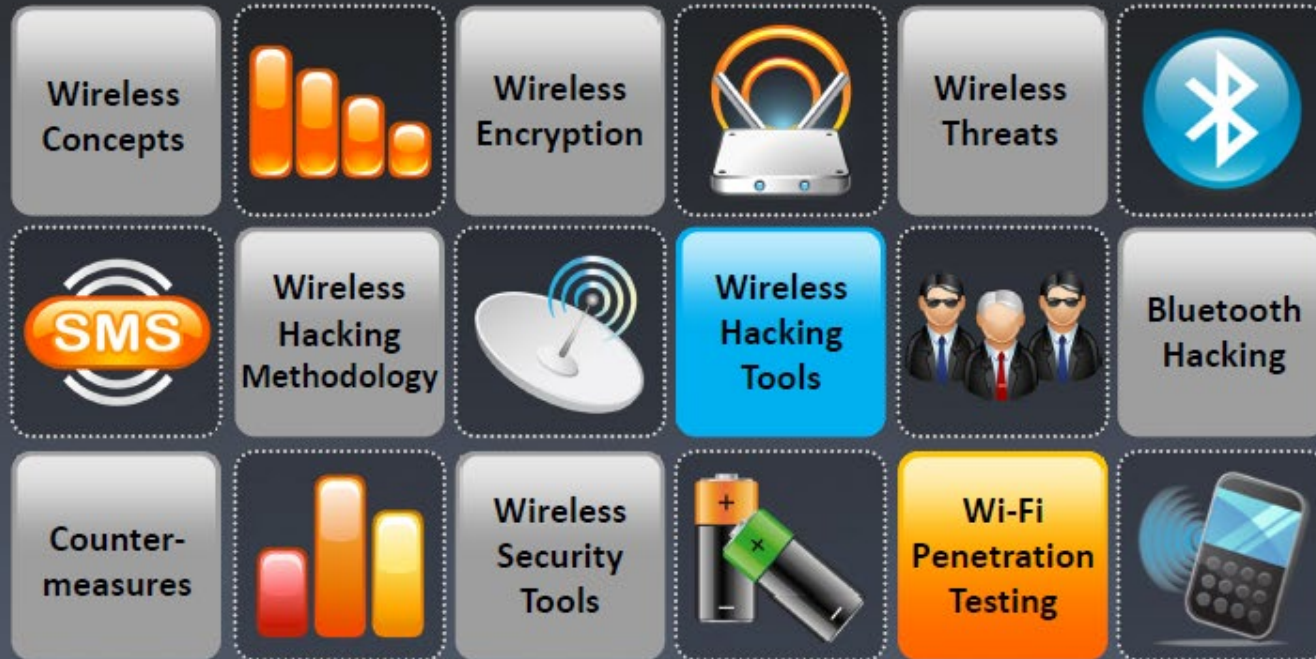 Wireless
Concepts
Wireless
Encryption
Wireless
Threats
SMS
Wireless
Hacking
Methodology
Wireless
Hacking
Tools
Bluetooth
Hacking
Counter-
measures
Wireless
Security
Tools
+
+
Wi-Fi
Penetration
Testing